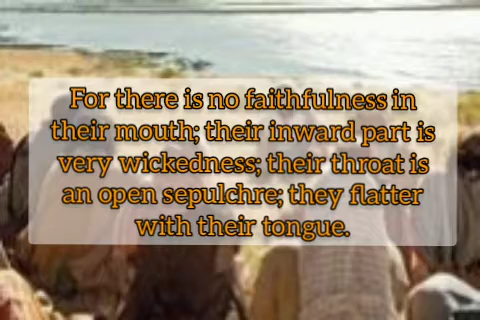 For there is no faithfulness in
their mouth; their inward part is
very wickedness; their throat is
an open sepulchre; they flatter
with their tongue.